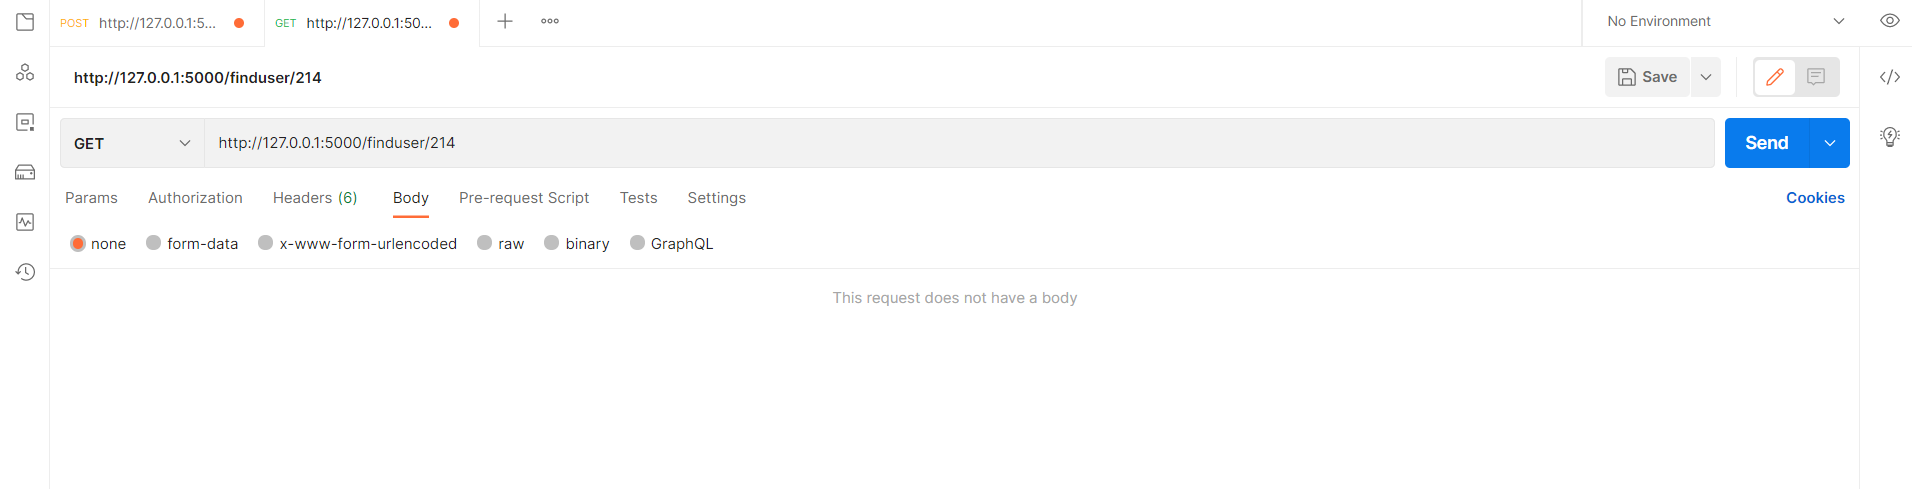 POST http://127.0.0.1:5... GET http://127.0.0.1:50... No Environment
http://127.0.0.1:5000/finduser/214 Save
GET http://127.0.0.1:5000/finduser/214 Send
Params Authorization Headers (6) Body Pre-request Script Tests Settings Cookies
none form-data x-www-form-urlencoded raw binary GraphQL
This request does not have a body